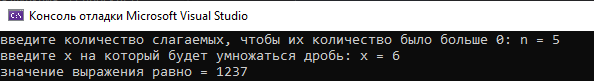 Консоль отладки Microsoft Visual Studio
введите количество слагаемых, чтобы их количество было больше 0: n = 5
введите x на который будет умножаться дробь: x = 6
значение выражения равно = 1237